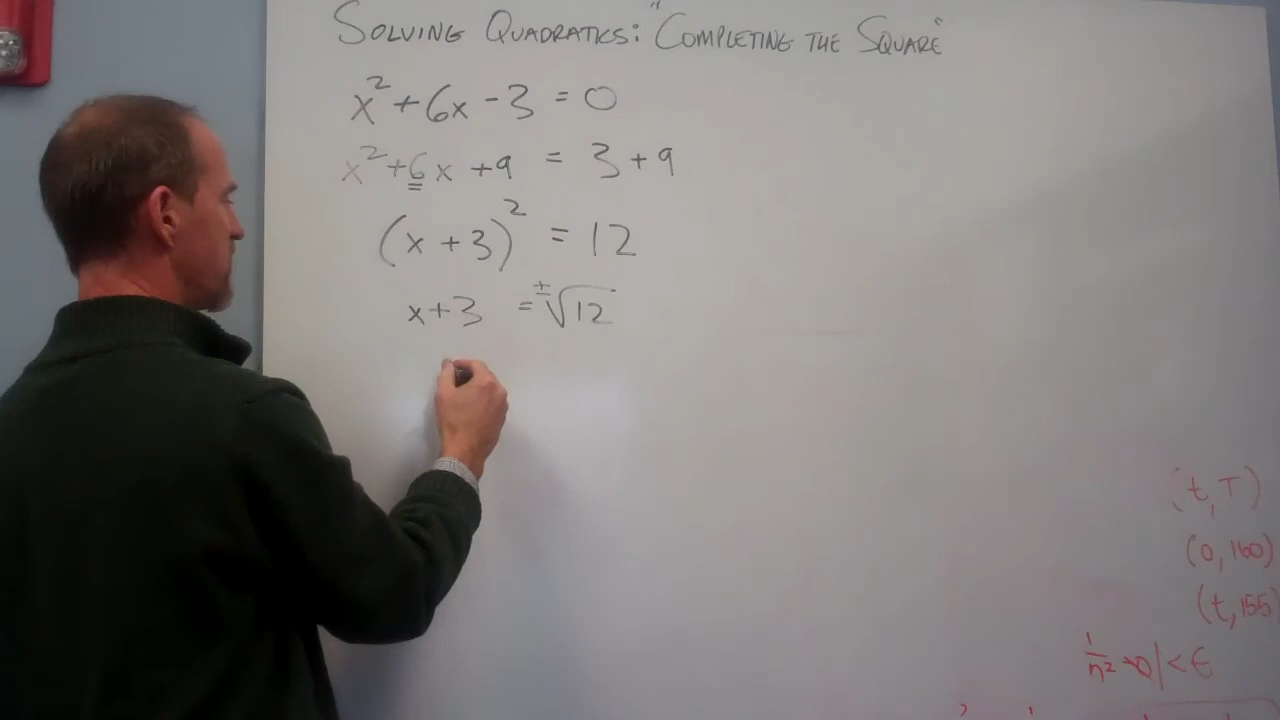 SOLVING QUADRATICS: "COMPLETING THE SQUARE"
x² + 6x - 3 = 0
x² + 6x + 9 = 3 + 9
(x + 3)² = 12
x + 3 = ±√12
(t, T)
(0, 160)
(t, 155)